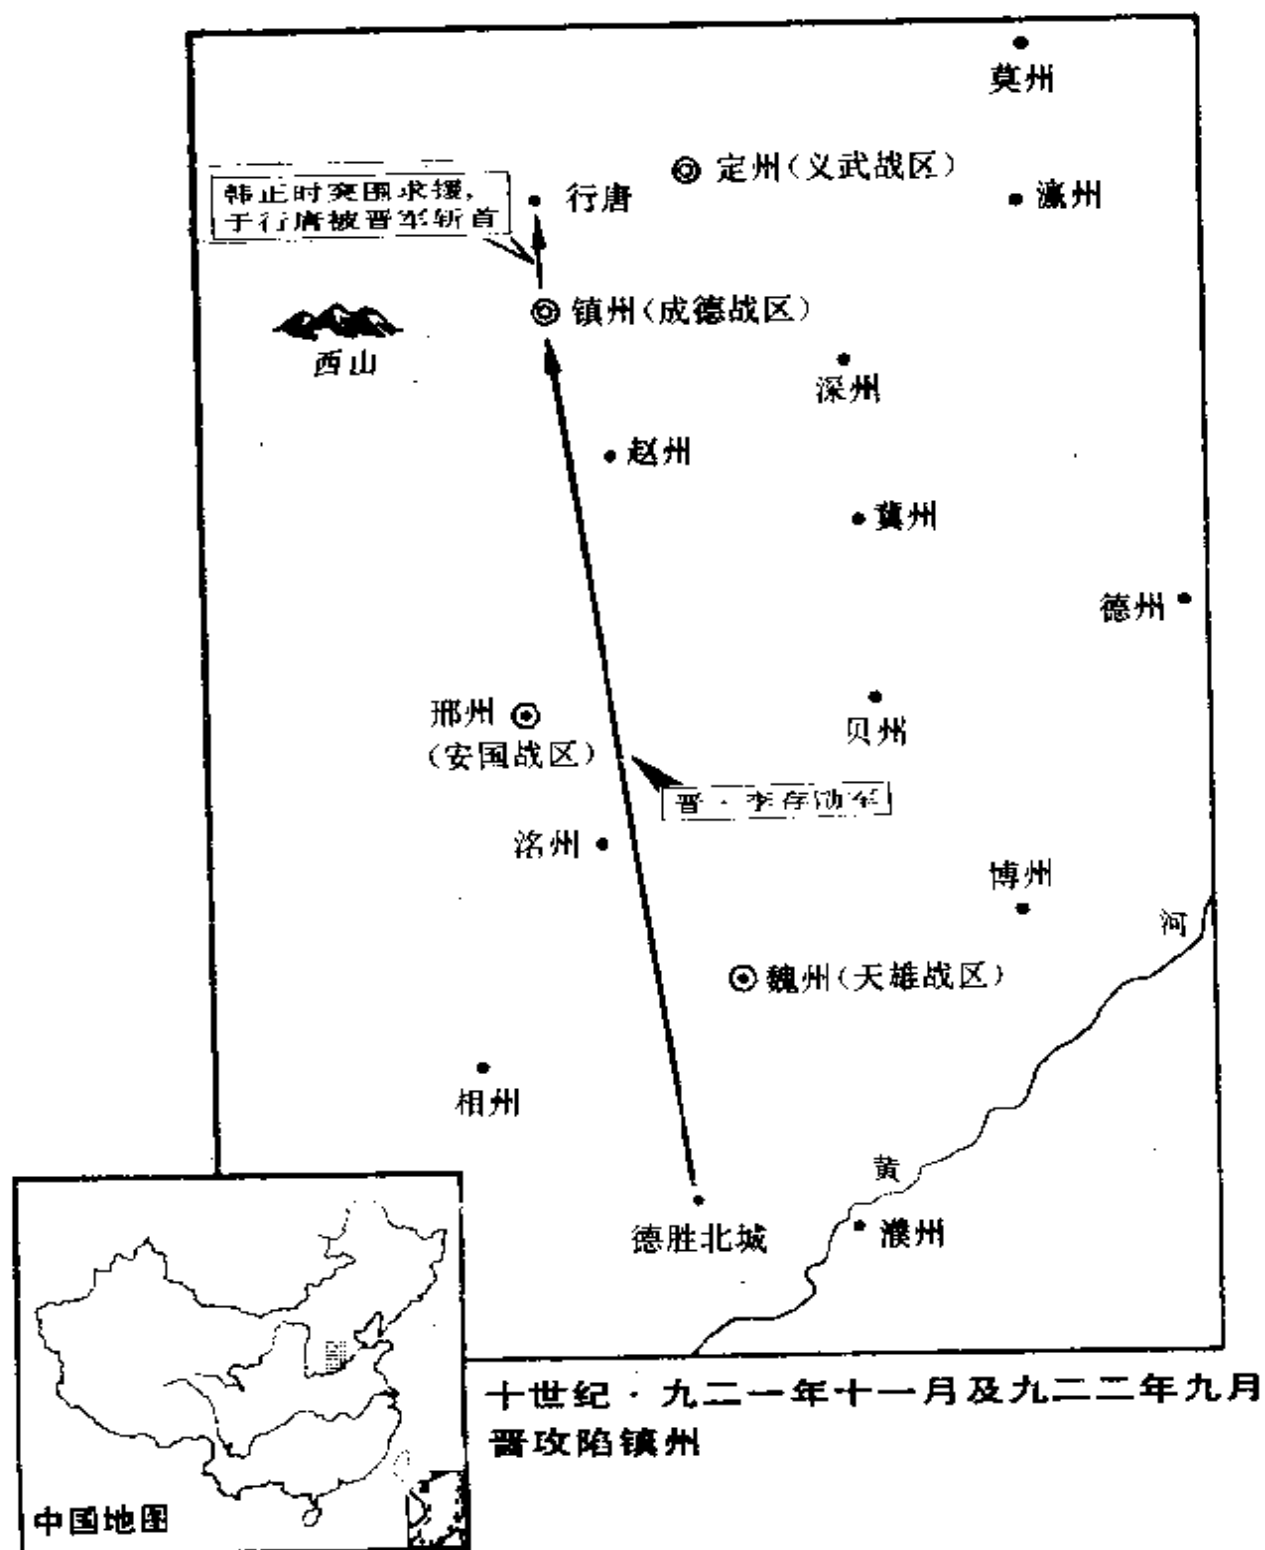 莫州
定州(义武战区)
瀛州
韩正时突围求援,
于行唐被晋军斩首
行唐
镇州(成德战区)
西山
深州
赵州
冀州
德州
邢州
(安国战区)
贝州
晋·李存勖军
洺州
博州
河
魏州(天雄战区)
相州
黄
德胜北城
濮州
十世纪·九二一年十一月及九二二年九月
晋攻陷镇州
中国地图